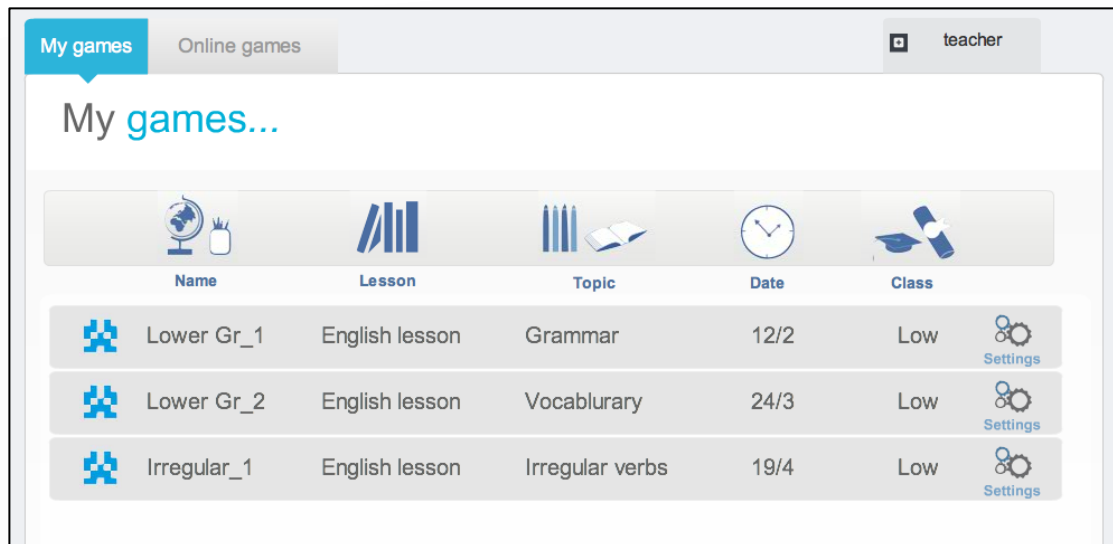 My games Online games teacher
My games...
Name Lesson Topic Date Class
Lower Gr_1 English lesson Grammar 12/2 Low
Settings
Lower Gr_2 English lesson Vocablurary 24/3 Low
Settings
Irregular_1 English lesson Irregular verbs 19/4 Low
Settings